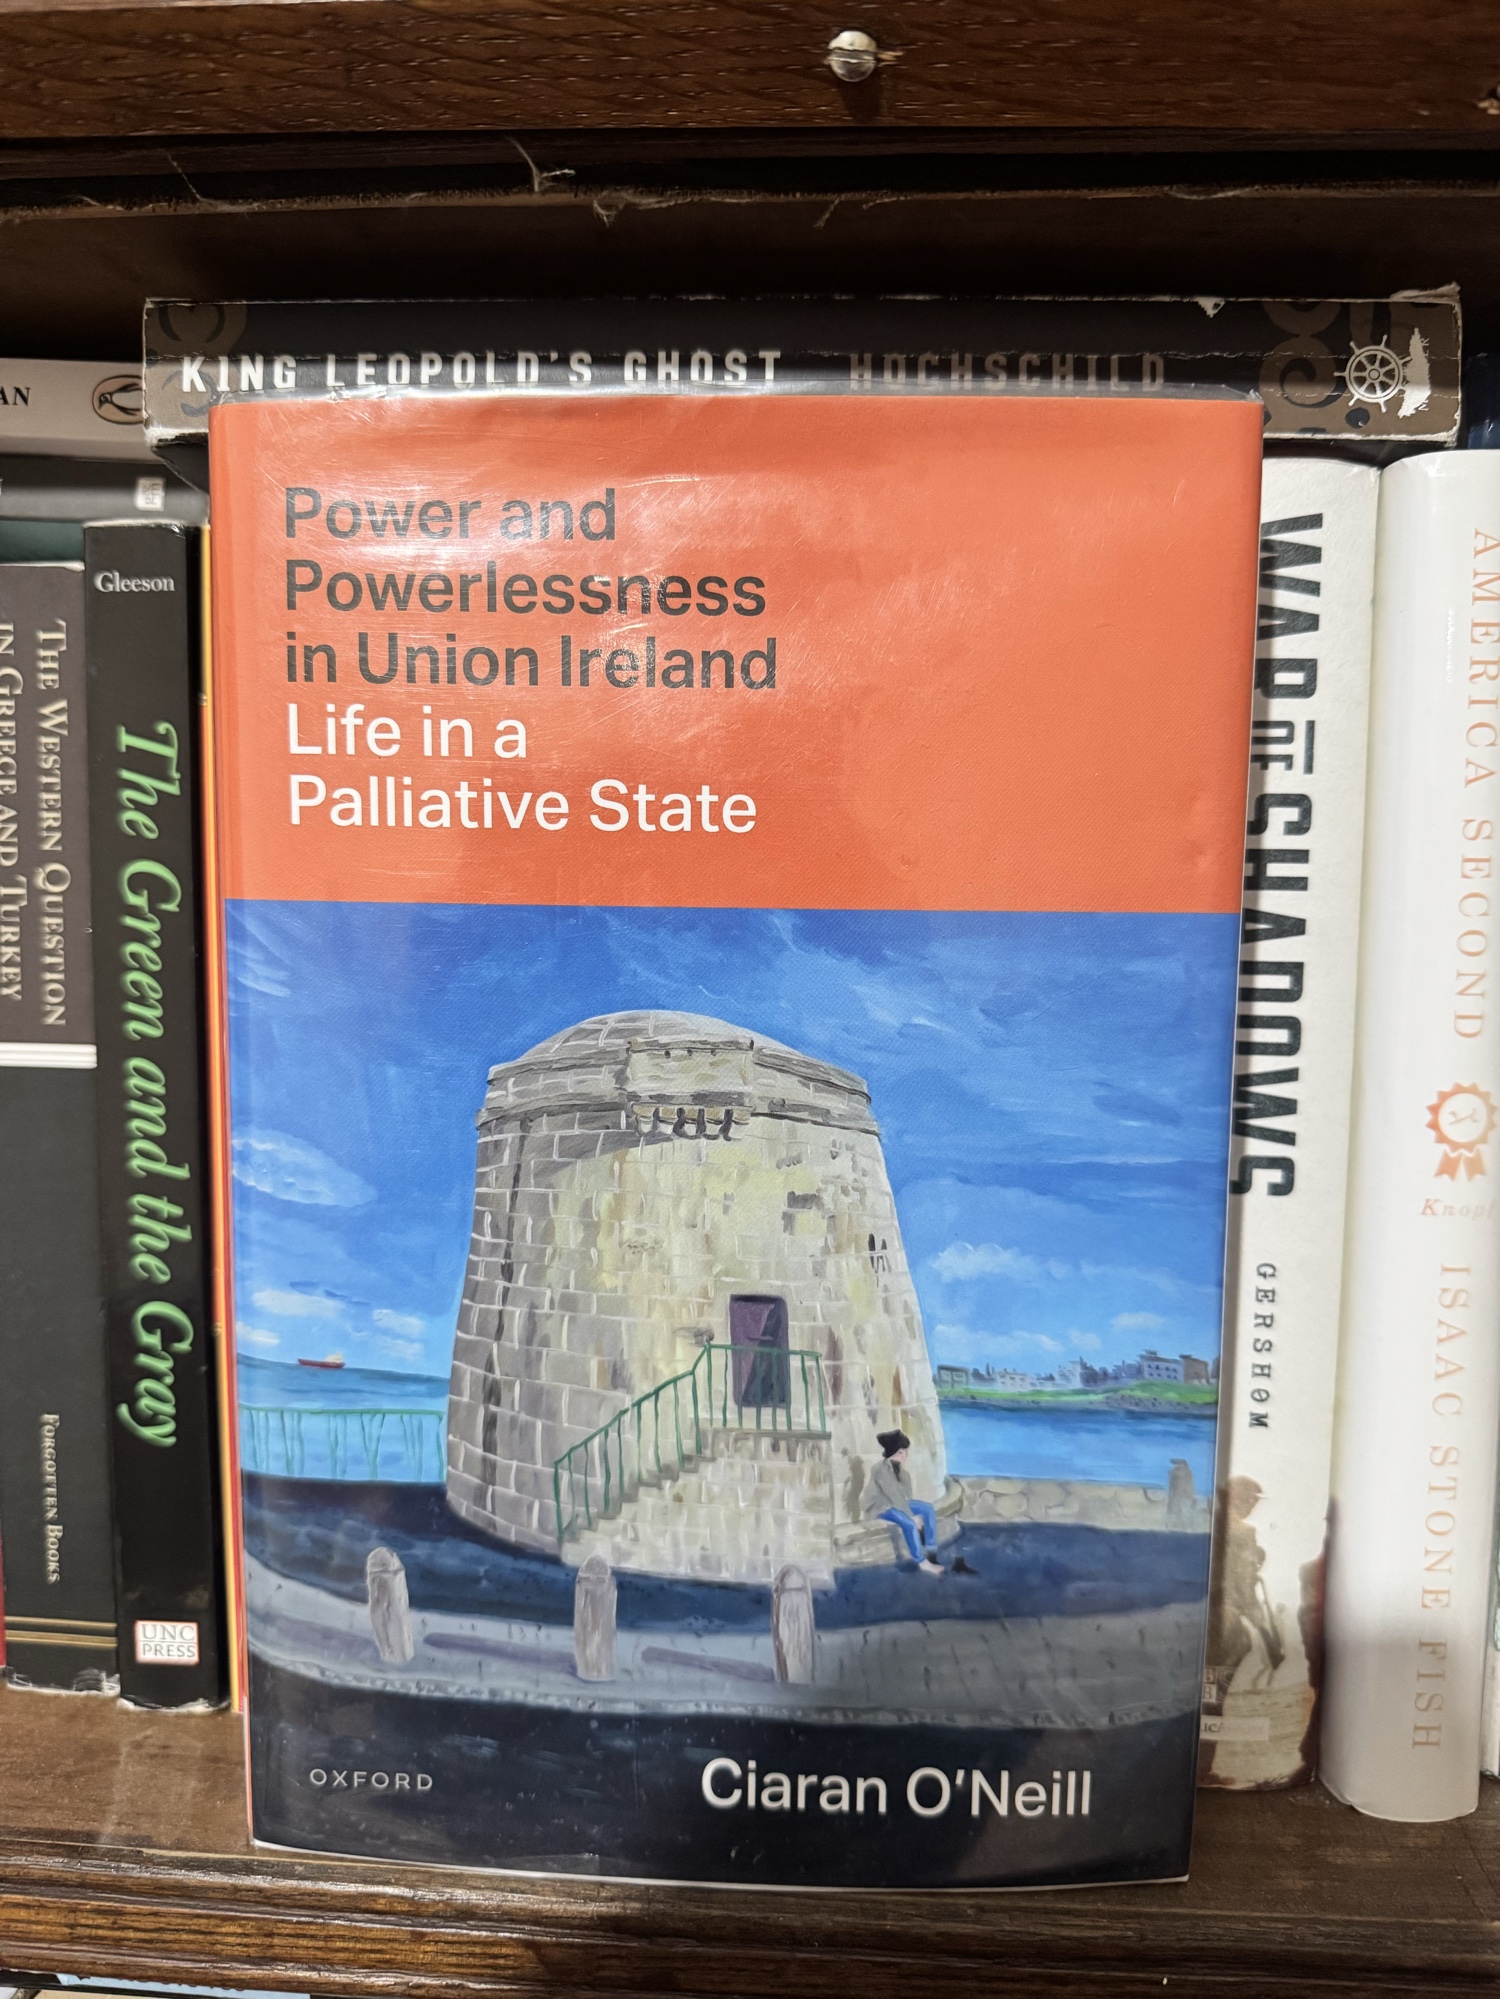 KING LEOPOLD'S GHOST HOCHSCHILD
AN
Gleeson
The Green and the Gray
UNC
PRESS
THE WESTERN QUESTION
IN GREECE AND TURKEY
FORGOTTEN BOOKS
Power and
Powerlessness
in Union Ireland
Life in a
Palliative State
OXFORD
Ciaran O'Neill
WAR OF SHADOWS
GERSHOM
AMERICA SECOND
Knopf
ISAAC STONE FISH